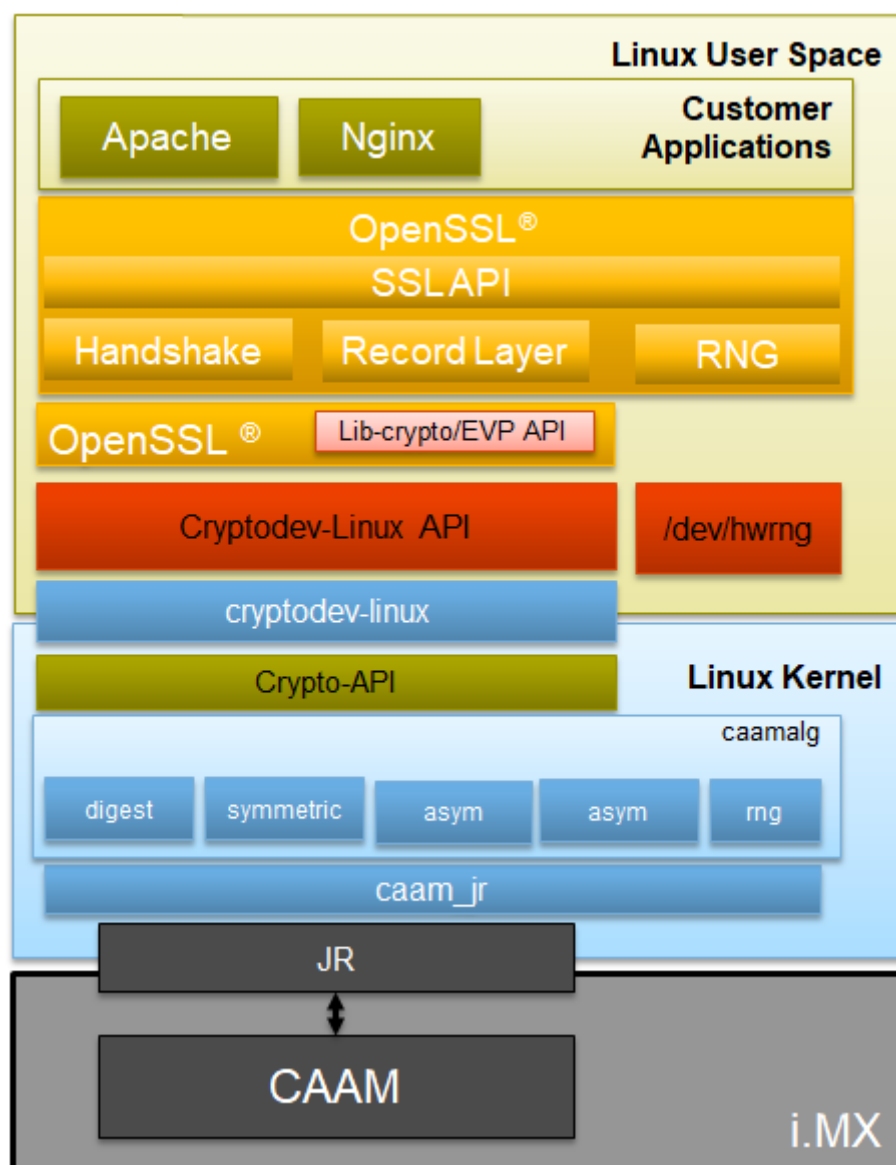 Linux User Space
Customer
Applications
Apache
Nginx
OpenSSL®
SSL API
Handshake
Record Layer
RNG
OpenSSL ®
Lib-crypto/EVP API
Cryptodev-Linux API
/dev/hwrng
cryptodev-linux
Crypto-API
Linux Kernel
caamalg
digest
symmetric
asym
asym
rng
caam_jr
JR
CAAM
i.MX